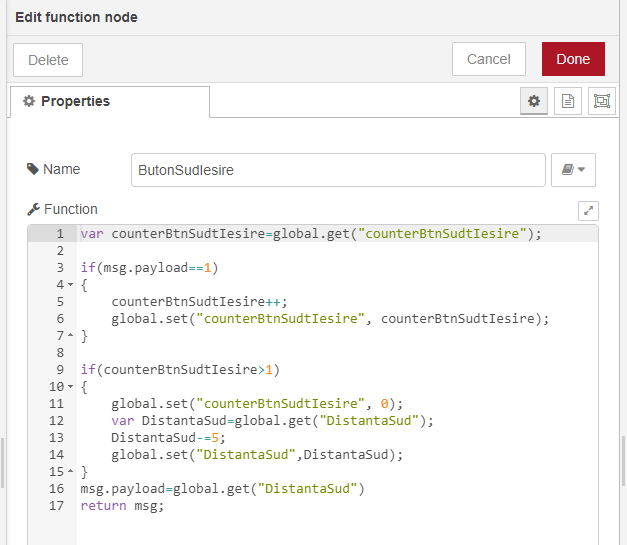 Edit function node
Delete
Cancel
Done
Properties
Name
ButonSudIesire
Function
1 var counterBtnSudtIesire=global.get("counterBtnSudtIesire");
2
3 if(msg.payload==1)
4 {
5     counterBtnSudtIesire++;
6     global.set("counterBtnSudtIesire", counterBtnSudtIesire);
7 }
8
9 if(counterBtnSudtIesire>1)
10 {
11     global.set("counterBtnSudtIesire", 0);
12     var DistantaSud=global.get("DistantaSud");
13     DistantaSud-=5;
14     global.set("DistantaSud",DistantaSud);
15 }
16 msg.payload=global.get("DistantaSud")
17 return msg;